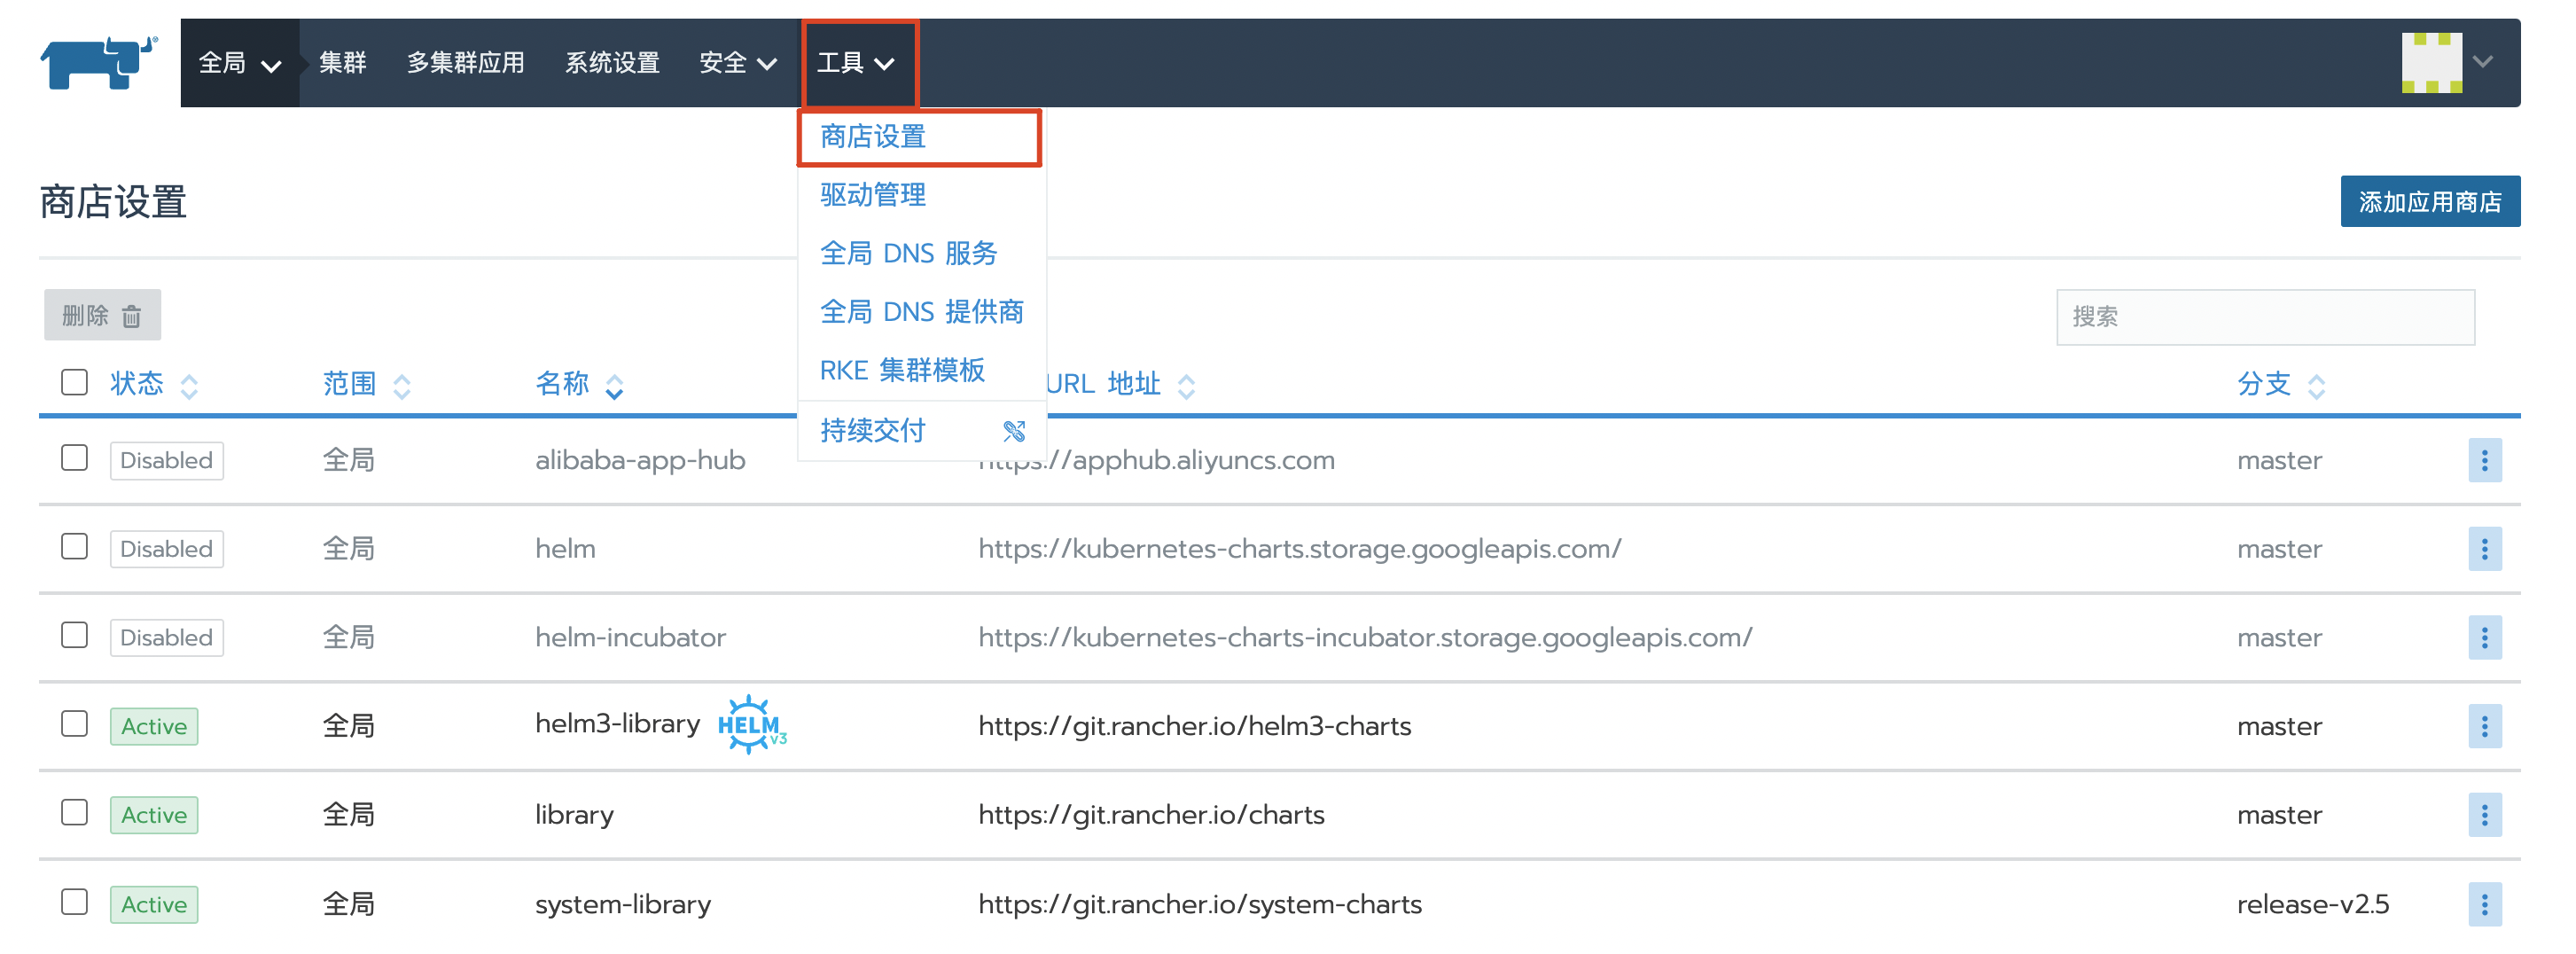 全局 集群 多集群应用 系统设置 安全 工具
商店设置
驱动管理
全局 DNS 服务
全局 DNS 提供商
RKE 集群模板
持续交付
商店设置 添加应用商店
删除 搜索
状态 范围 名称 URL 地址 分支
Disabled 全局 alibaba-app-hub https://apphub.aliyuncs.com master
Disabled 全局 helm https://kubernetes-charts.storage.googleapis.com/ master
Disabled 全局 helm-incubator https://kubernetes-charts-incubator.storage.googleapis.com/ master
Active 全局 helm3-library HELM v3 https://git.rancher.io/helm3-charts master
Active 全局 library https://git.rancher.io/charts master
Active 全局 system-library https://git.rancher.io/system-charts release-v2.5